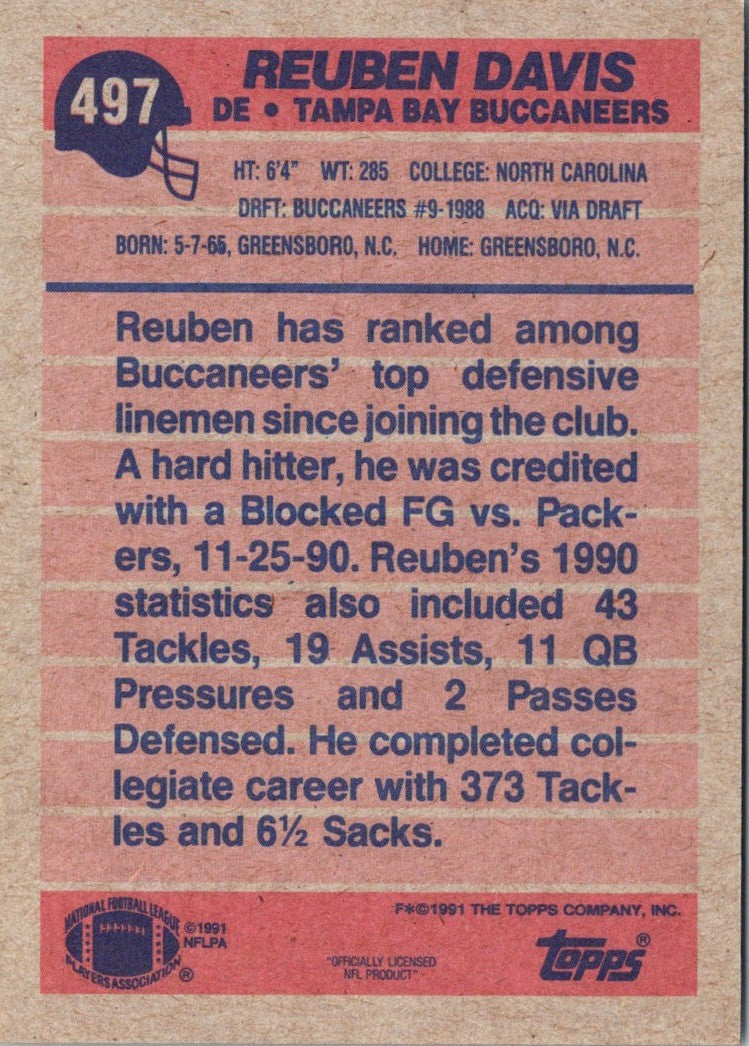 497
REUBEN DAVIS
DE • TAMPA BAY BUCCANEERS
HT: 6'4" WT: 285 COLLEGE: NORTH CAROLINA
DRFT: BUCCANEERS #9-1988 ACQ: VIA DRAFT
BORN: 5-7-65, GREENSBORO, N.C. HOME: GREENSBORO, N.C.
Reuben has ranked among
Buccaneers' top defensive
linemen since joining the club.
A hard hitter, he was credited
with a Blocked FG vs. Pack-
ers, 11-25-90. Reuben's 1990
statistics also included 43
Tackles, 19 Assists, 11 QB
Pressures and 2 Passes
Defensed. He completed col-
legiate career with 373 Tack-
les and 6½ Sacks.
NATIONAL FOOTBALL LEAGUE
PLAYERS ASSOCIATION ®
©1991
NFLPA
F*©1991 THE TOPPS COMPANY, INC.
"OFFICIALLY LICENSED
NFL PRODUCT"
Topps ®